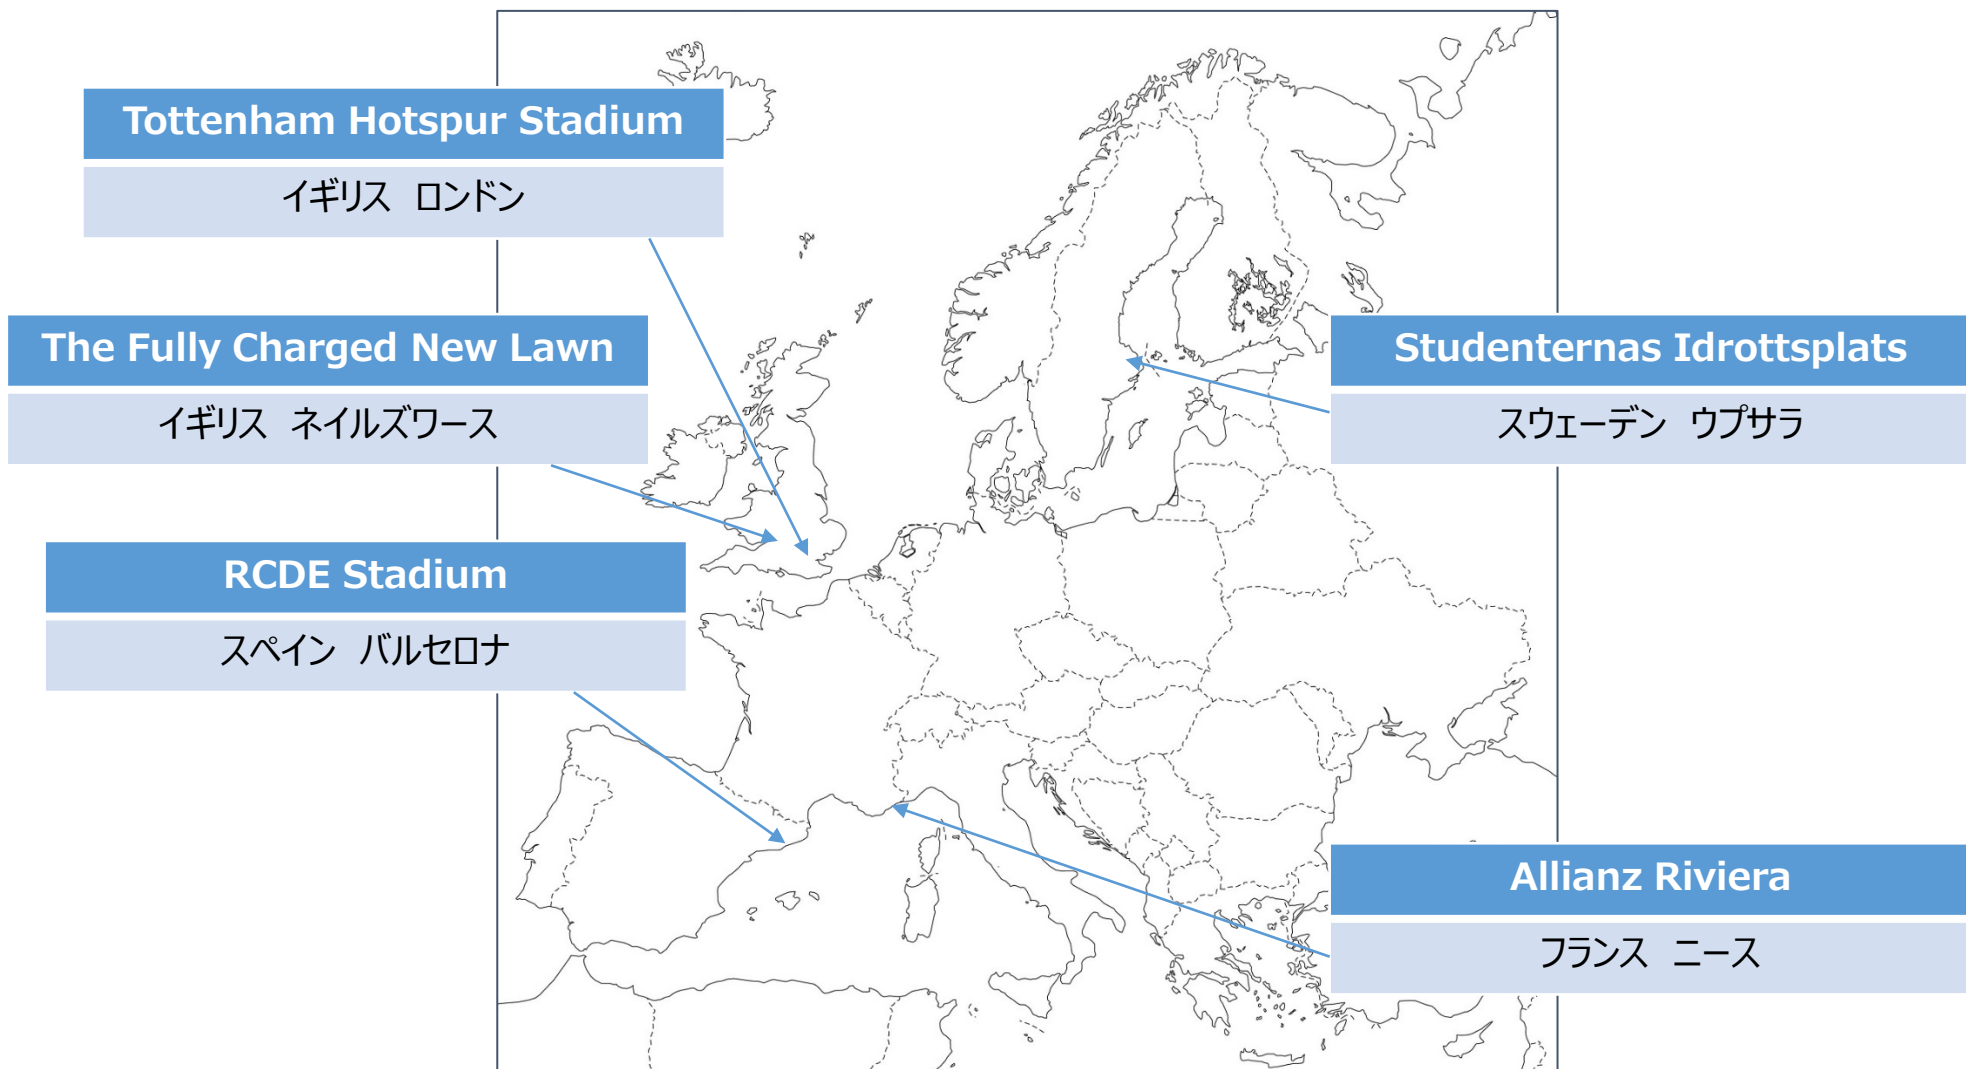 Tottenham Hotspur Stadium
イギリス　ロンドン
The Fully Charged New Lawn
イギリス　ネイルズワース
RCDE Stadium
スペイン　バルセロナ
Studenternas Idrottsplats
スウェーデン　ウプサラ
Allianz Riviera
フランス　ニース